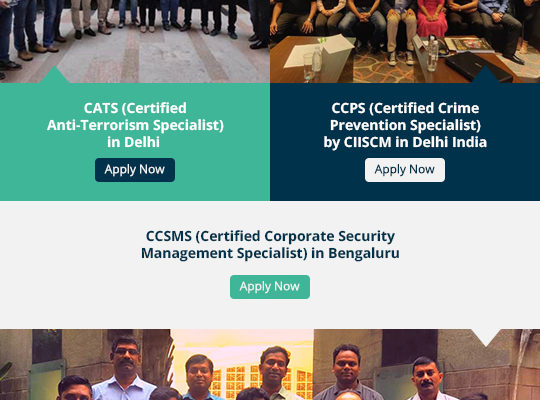 CATS (Certified
Anti-Terrorism Specialist)
in Delhi
Apply Now
CCPS (Certified Crime
Prevention Specialist)
by CIISCM in Delhi India
Apply Now
CCSMS (Certified Corporate Security
Management Specialist) in Bengaluru
Apply Now